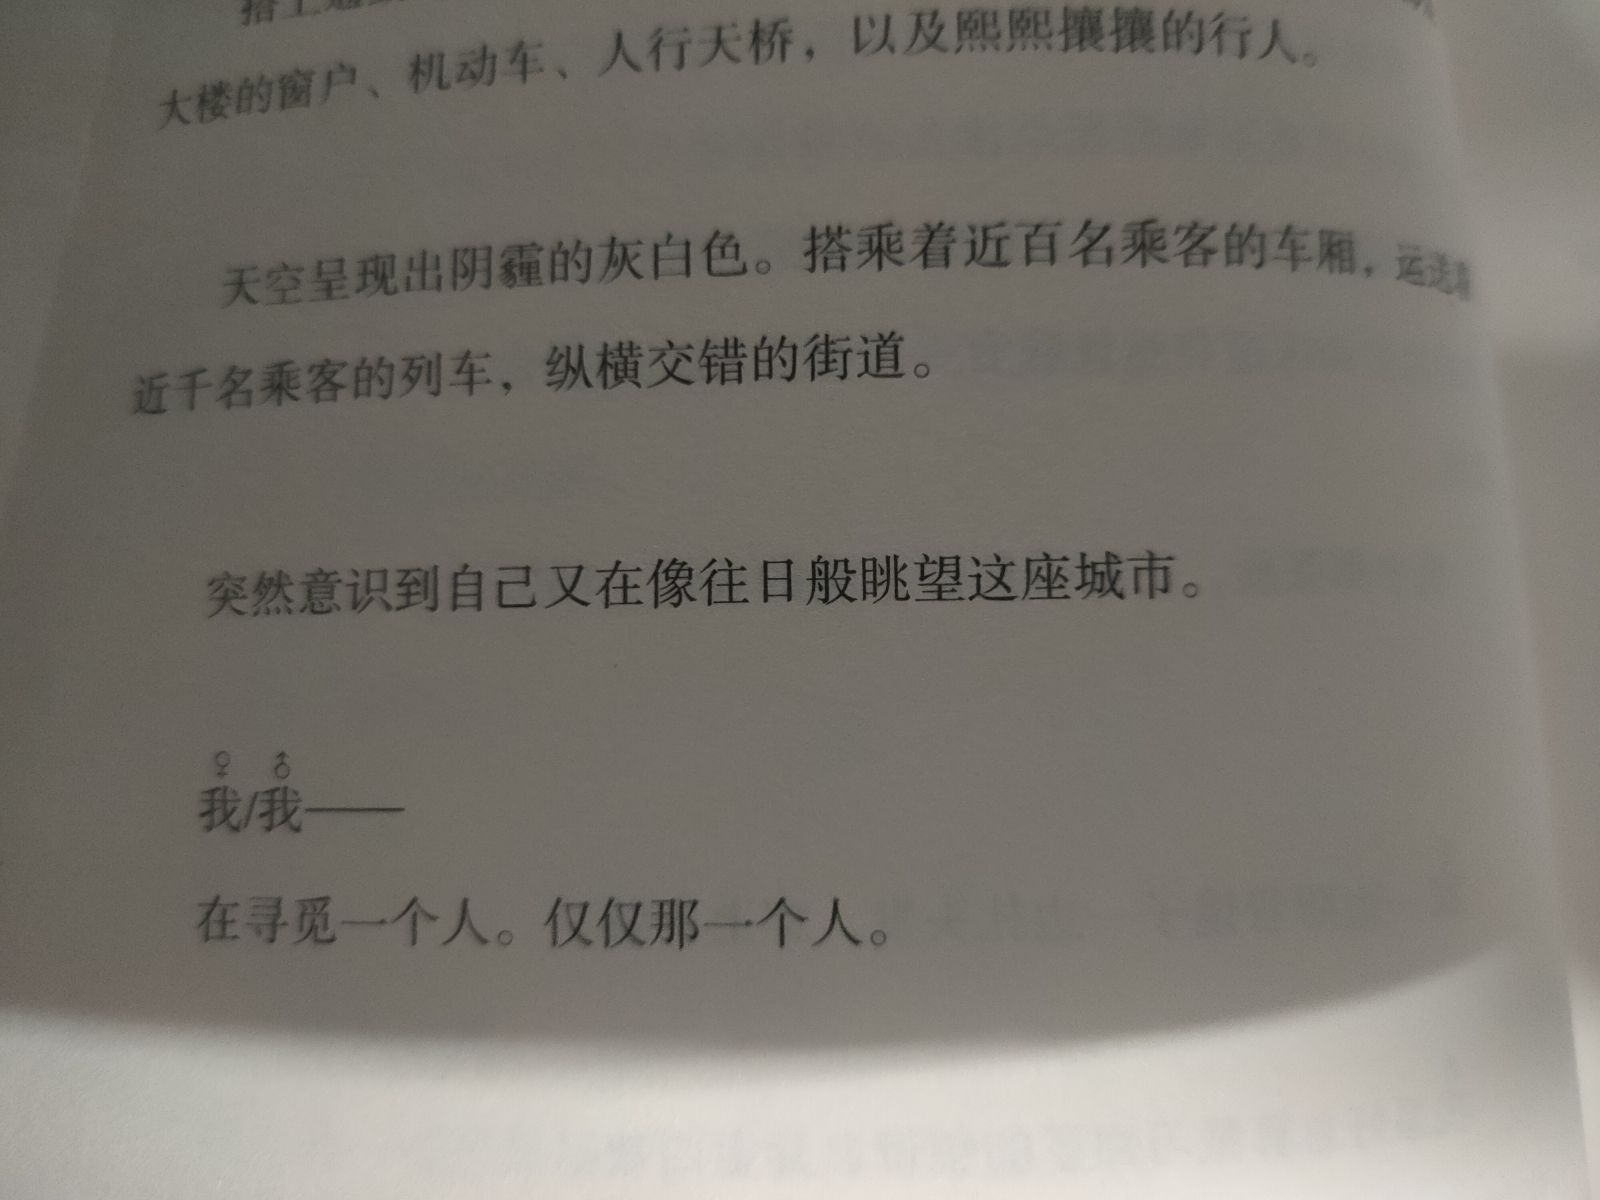 搭上
大楼的窗户、机动车、人行天桥，以及熙熙攘攘的行人。
天空呈现出阴霾的灰白色。搭乘着近百名乘客的车厢，运送着
近千名乘客的列车，纵横交错的街道。
突然意识到自己又在像往日般眺望这座城市。
♀ ♂
我/我——
在寻觅一个人。仅仅那一个人。